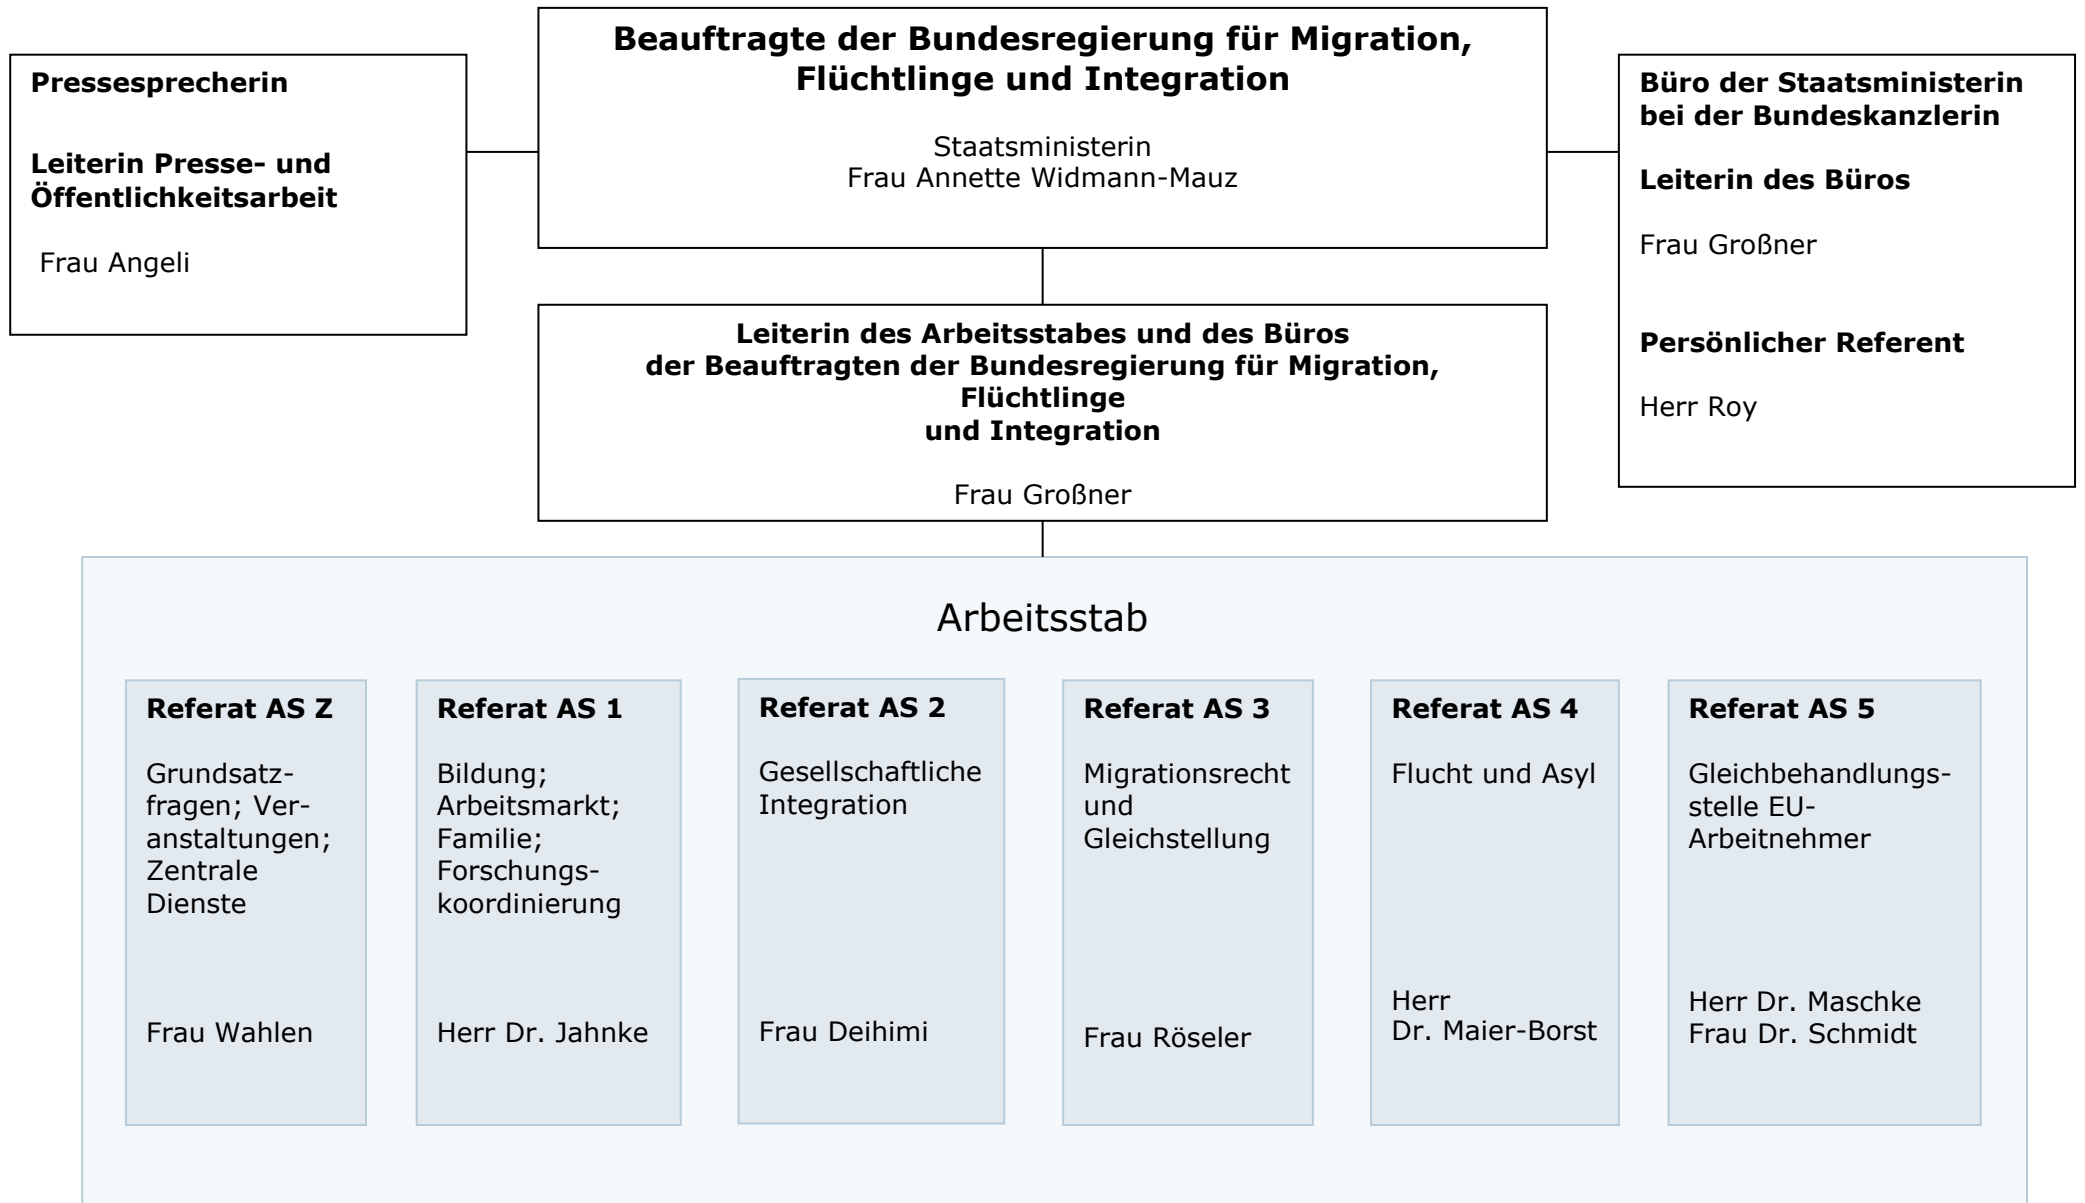 Beauftragte der Bundesregierung für Migration,
Flüchtlinge und Integration
Staatsministerin
Frau Annette Widmann-Mauz
Pressesprecherin
Leiterin Presse- und
Öffentlichkeitsarbeit
Frau Angeli
Büro der Staatsministerin
bei der Bundeskanzlerin
Leiterin des Büros
Frau Großner
Persönlicher Referent
Herr Roy
Leiterin des Arbeitsstabes und des Büros
der Beauftragten der Bundesregierung für Migration,
Flüchtlinge
und Integration
Frau Großner
Arbeitsstab
Referat AS Z
Grundsatz-
fragen; Ver-
anstaltungen;
Zentrale
Dienste
Frau Wahlen
Referat AS 1
Bildung;
Arbeitsmarkt;
Familie;
Forschungs-
koordinierung
Herr Dr. Jahnke
Referat AS 2
Gesellschaftliche
Integration
Frau Deihimi
Referat AS 3
Migrationsrecht
und
Gleichstellung
Frau Röseler
Referat AS 4
Flucht und Asyl
Herr
Dr. Maier-Borst
Referat AS 5
Gleichbehandlungs-
stelle EU-
Arbeitnehmer
Herr Dr. Maschke
Frau Dr. Schmidt